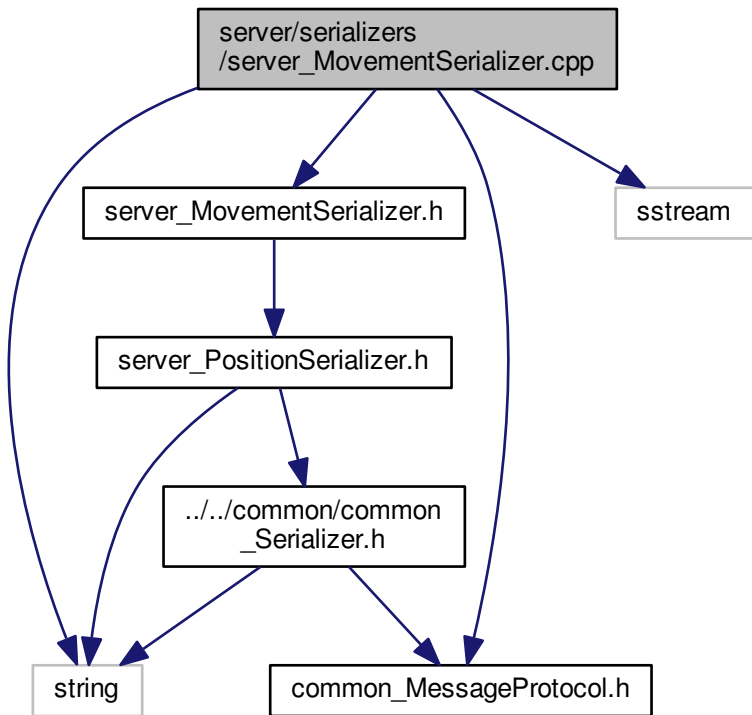 server/serializers
/server_MovementSerializer.cpp
server_MovementSerializer.h
sstream
server_PositionSerializer.h
../../common/common
_Serializer.h
string
common_MessageProtocol.h